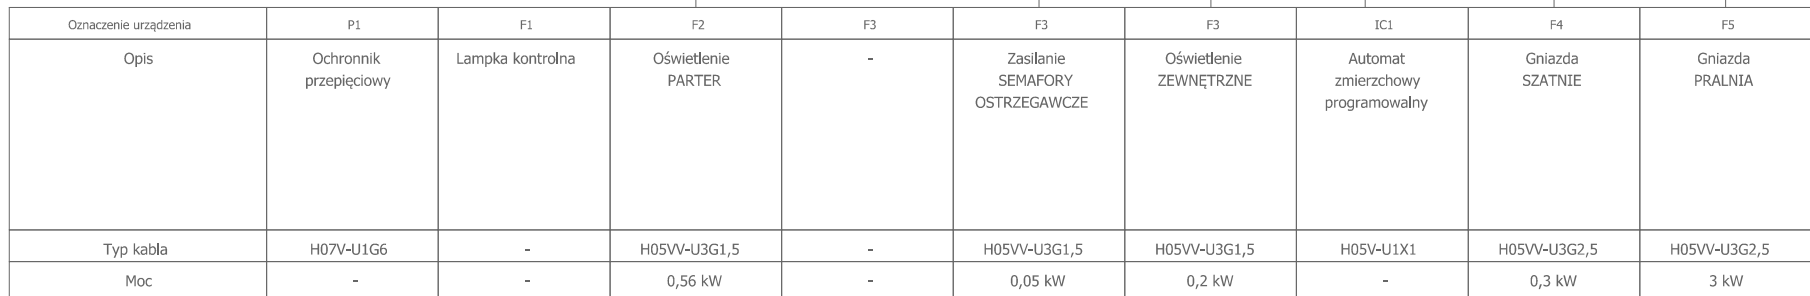 Oznaczenie urządzenia P1 F1 F2 F3 F3 F3 IC1 F4 F5
Opis Ochronnik Lampka kontrolna Oświetlenie - Zasilanie Oświetlenie Automat Gniazda Gniazda
przepięciowy PARTER SEMAFORY ZEWNĘTRZNE zmierzchowy SZATNIE PRALNIA
OSTRZEGAWCZE programowalny
Typ kabla H07V-U1G6 - H05VV-U3G1,5 - H05VV-U3G1,5 H05VV-U3G1,5 H05V-U1X1 H05VV-U3G2,5 H05VV-U3G2,5
Moc - - 0,56 kW - 0,05 kW 0,2 kW - 0,3 kW 3 kW